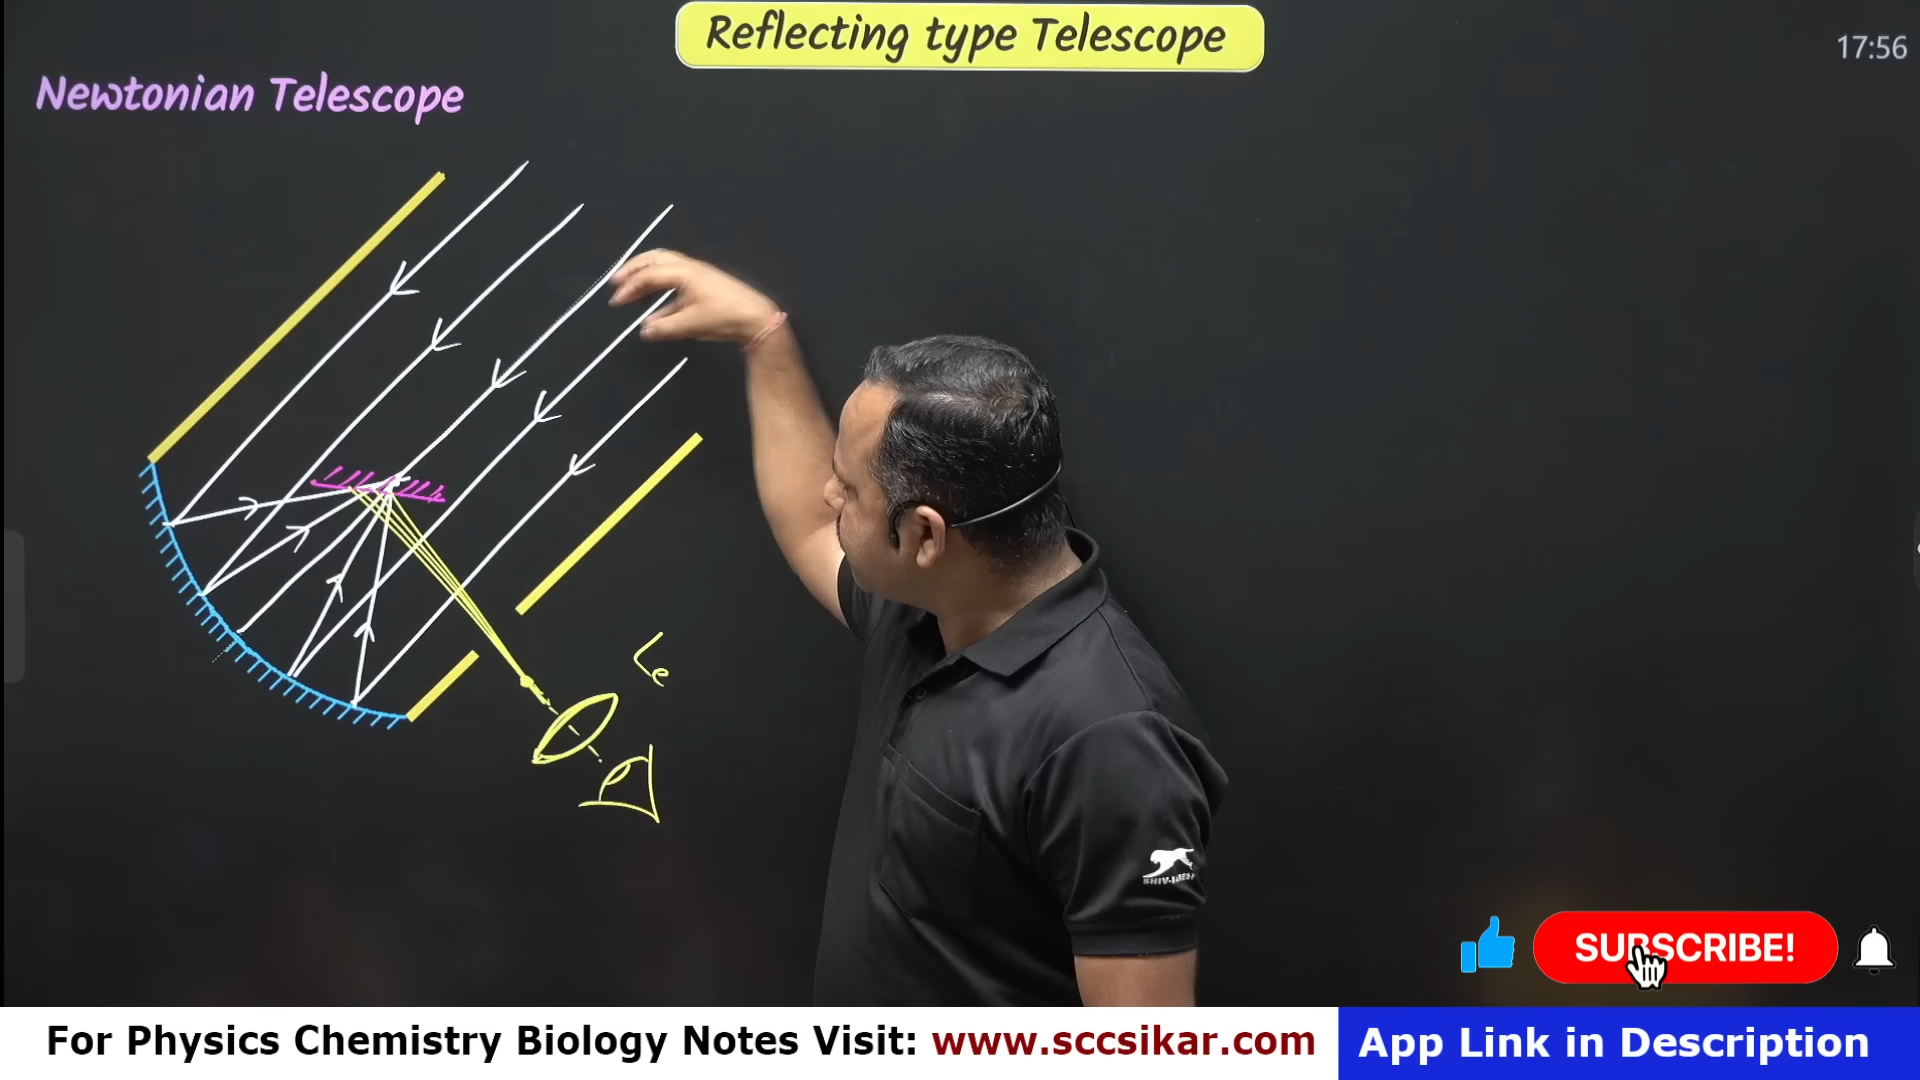 Reflecting type Telescope
17:56
Newtonian Telescope
Le
SUBSCRIBE!
For Physics Chemistry Biology Notes Visit: www.sccsikar.com
App Link in Description